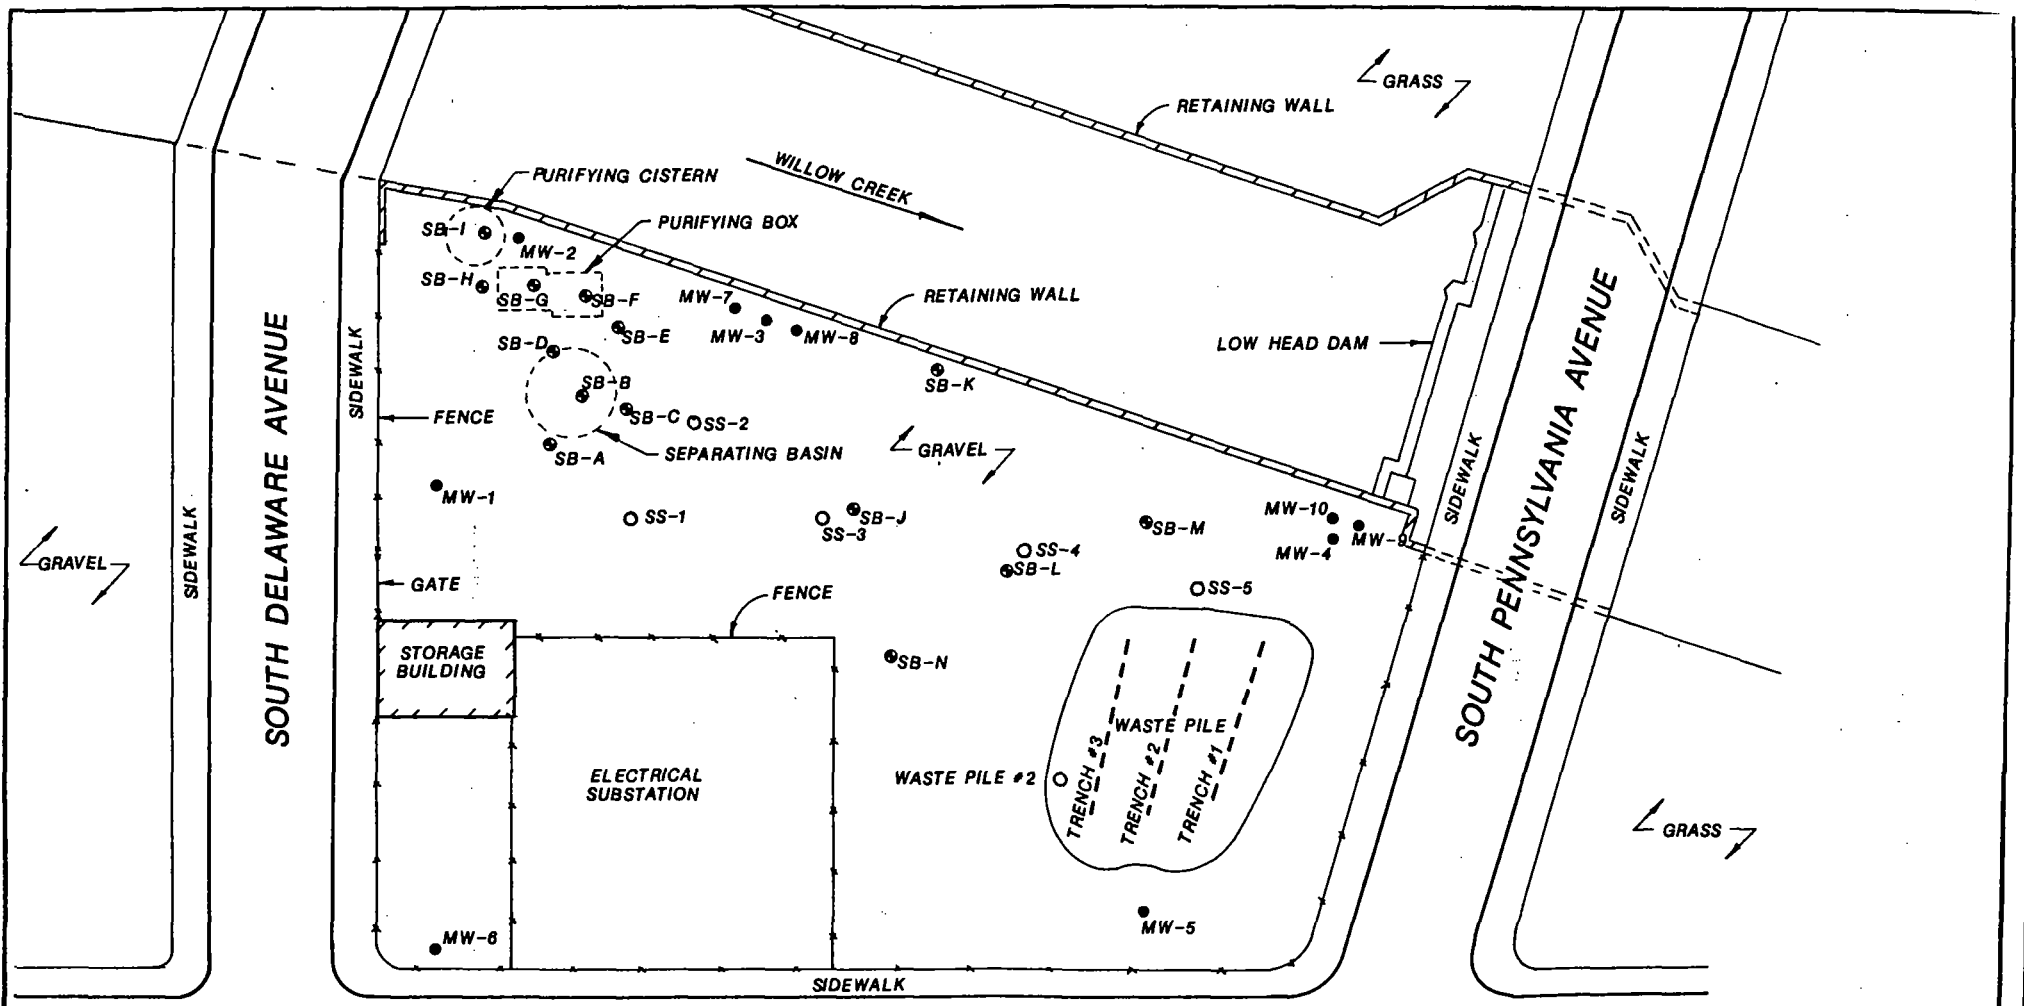 GRASS
RETAINING WALL
PURIFYING CISTERN
WILLOW CREEK
PURIFYING BOX
SB-I
MW-2
SB-H
SB-G
SB-F
MW-7
RETAINING WALL
SB-E
MW-3
MW-8
SB-D
LOW HEAD DAM
SB-B
SB-K
SIDEWALK
FENCE
SB-C
SS-2
SB-A
SEPARATING BASIN
GRAVEL
MW-1
SS-1
SS-3
SB-J
SB-M
MW-10
MW-9
MW-4
SIDEWALK
SIDEWALK
SOUTH PENNSYLVANIA AVENUE
SOUTH DELAWARE AVENUE
SIDEWALK
GRAVEL
SS-4
SB-L
GATE
FENCE
SS-5
STORAGE
BUILDING
SB-N
WASTE PILE
ELECTRICAL
SUBSTATION
WASTE PILE #2
TRENCH #3
TRENCH #2
TRENCH #1
GRASS
MW-6
MW-5
SIDEWALK